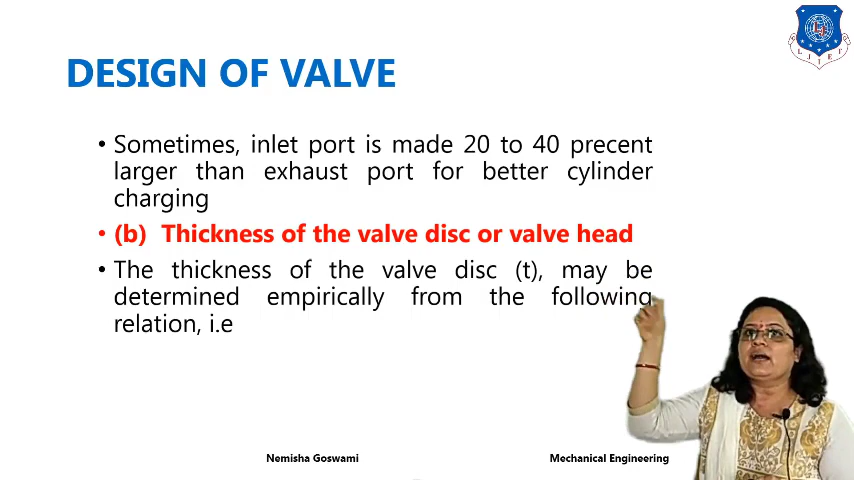 DESIGN OF VALVE
• Sometimes, inlet port is made 20 to 40 precent
larger than exhaust port for better cylinder
charging
• (b) Thickness of the valve disc or valve head
• The thickness of the valve disc (t), may be
determined empirically from the following
relation, i.e
Nemisha Goswami
Mechanical Engineering